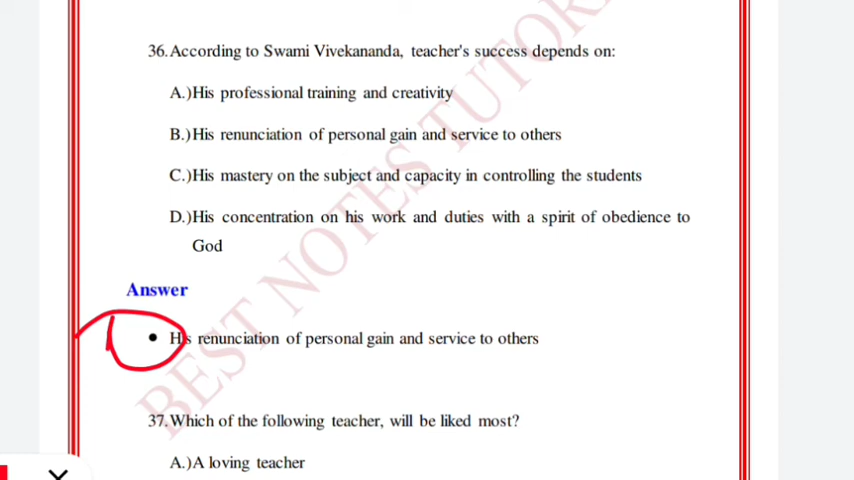 36.According to Swami Vivekananda, teacher's success depends on:
A.)His professional training and creativity
B.)His renunciation of personal gain and service to others
C.)His mastery on the subject and capacity in controlling the students
D.)His concentration on his work and duties with a spirit of obedience to
God
Answer
• His renunciation of personal gain and service to others
37.Which of the following teacher, will be liked most?
A.)A loving teacher
BEST NOTES TUTORI